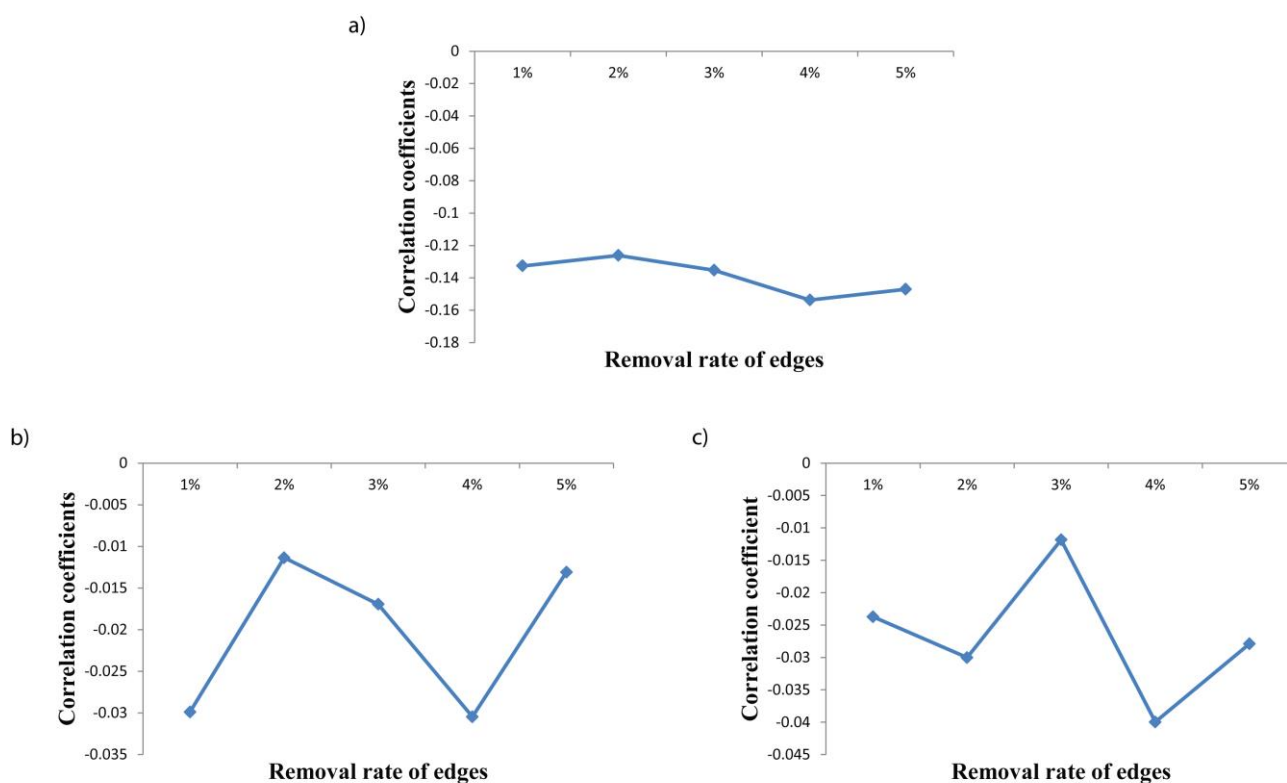 a)
0
1% 2% 3% 4% 5%
-0.02
-0.04
-0.06
-0.08
-0.1
-0.12
-0.14
-0.16
-0.18
Correlation coefficients
Removal rate of edges
b)
0
1% 2% 3% 4% 5%
-0.005
-0.01
-0.015
-0.02
-0.025
-0.03
-0.035
Correlation coefficients
Removal rate of edges
c)
0
1% 2% 3% 4% 5%
-0.005
-0.01
-0.015
-0.02
-0.025
-0.03
-0.035
-0.04
-0.045
Correlation coefficient
Removal rate of edges